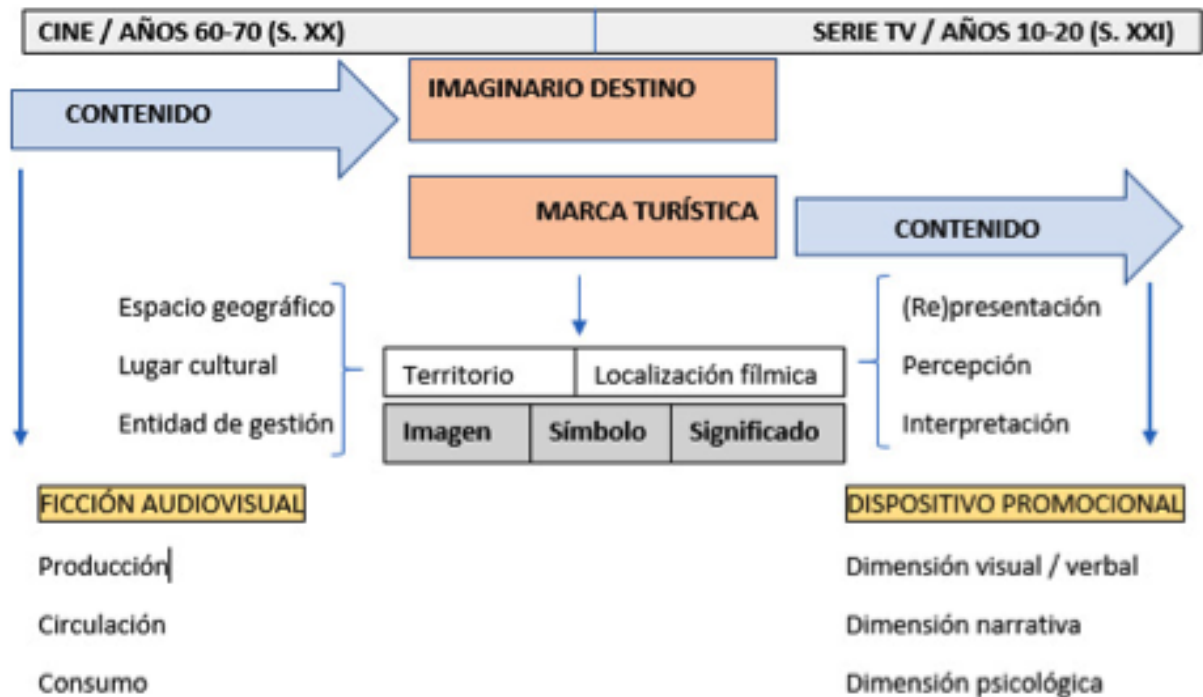 CINE / AÑOS 60-70 (S. XX)
SERIE TV / AÑOS 10-20 (S. XXI)
CONTENIDO
IMAGINARIO DESTINO
MARCA TURÍSTICA
CONTENIDO
Espacio geográfico
Lugar cultural
Entidad de gestión
Territorio
Localización fílmica
Imagen
Símbolo
Significado
(Re)presentación
Percepción
Interpretación
FICCIÓN AUDIOVISUAL
Producción
Circulación
Consumo
DISPOSITIVO PROMOCIONAL
Dimensión visual / verbal
Dimensión narrativa
Dimensión psicológica